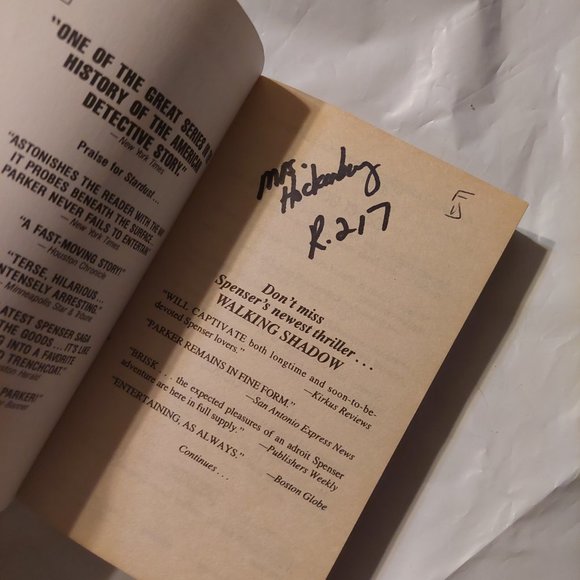 "ONE OF THE GREAT SERIES IN
HISTORY OF THE AMERICAN
DETECTIVE STORY."
—New York Times
Praise for Stardust...
"ASTONISHES THE READER WITH THE WAY
IT PROBES BENEATH THE SURFACE.
PARKER NEVER FAILS TO ENTERTAIN"
—New York Times
"A FAST-MOVING STORY!"
—Houston Chronicle
"TERSE, HILARIOUS...
INTENSELY ARRESTING."
—Minneapolis Star & Tribune
LATEST SPENSER SAGA
THE GOODS... IT'S LIKE
INTO A FAVORITE
TRENCHCOAT."
Herald
PARKER!
Mrs. Hockenberry
R.217
Don't miss
Spenser's newest thriller...
WALKING SHADOW
"WILL CAPTIVATE both longtime and soon-to-be-
devoted Spenser lovers."
—Kirkus Reviews
"PARKER REMAINS IN FINE FORM."
—San Antonio Express News
"BRISK... the expected pleasures of an adroit Spenser
adventure are here in full supply."
—Publishers Weekly
"ENTERTAINING, AS ALWAYS."
—Boston Globe
Continues...